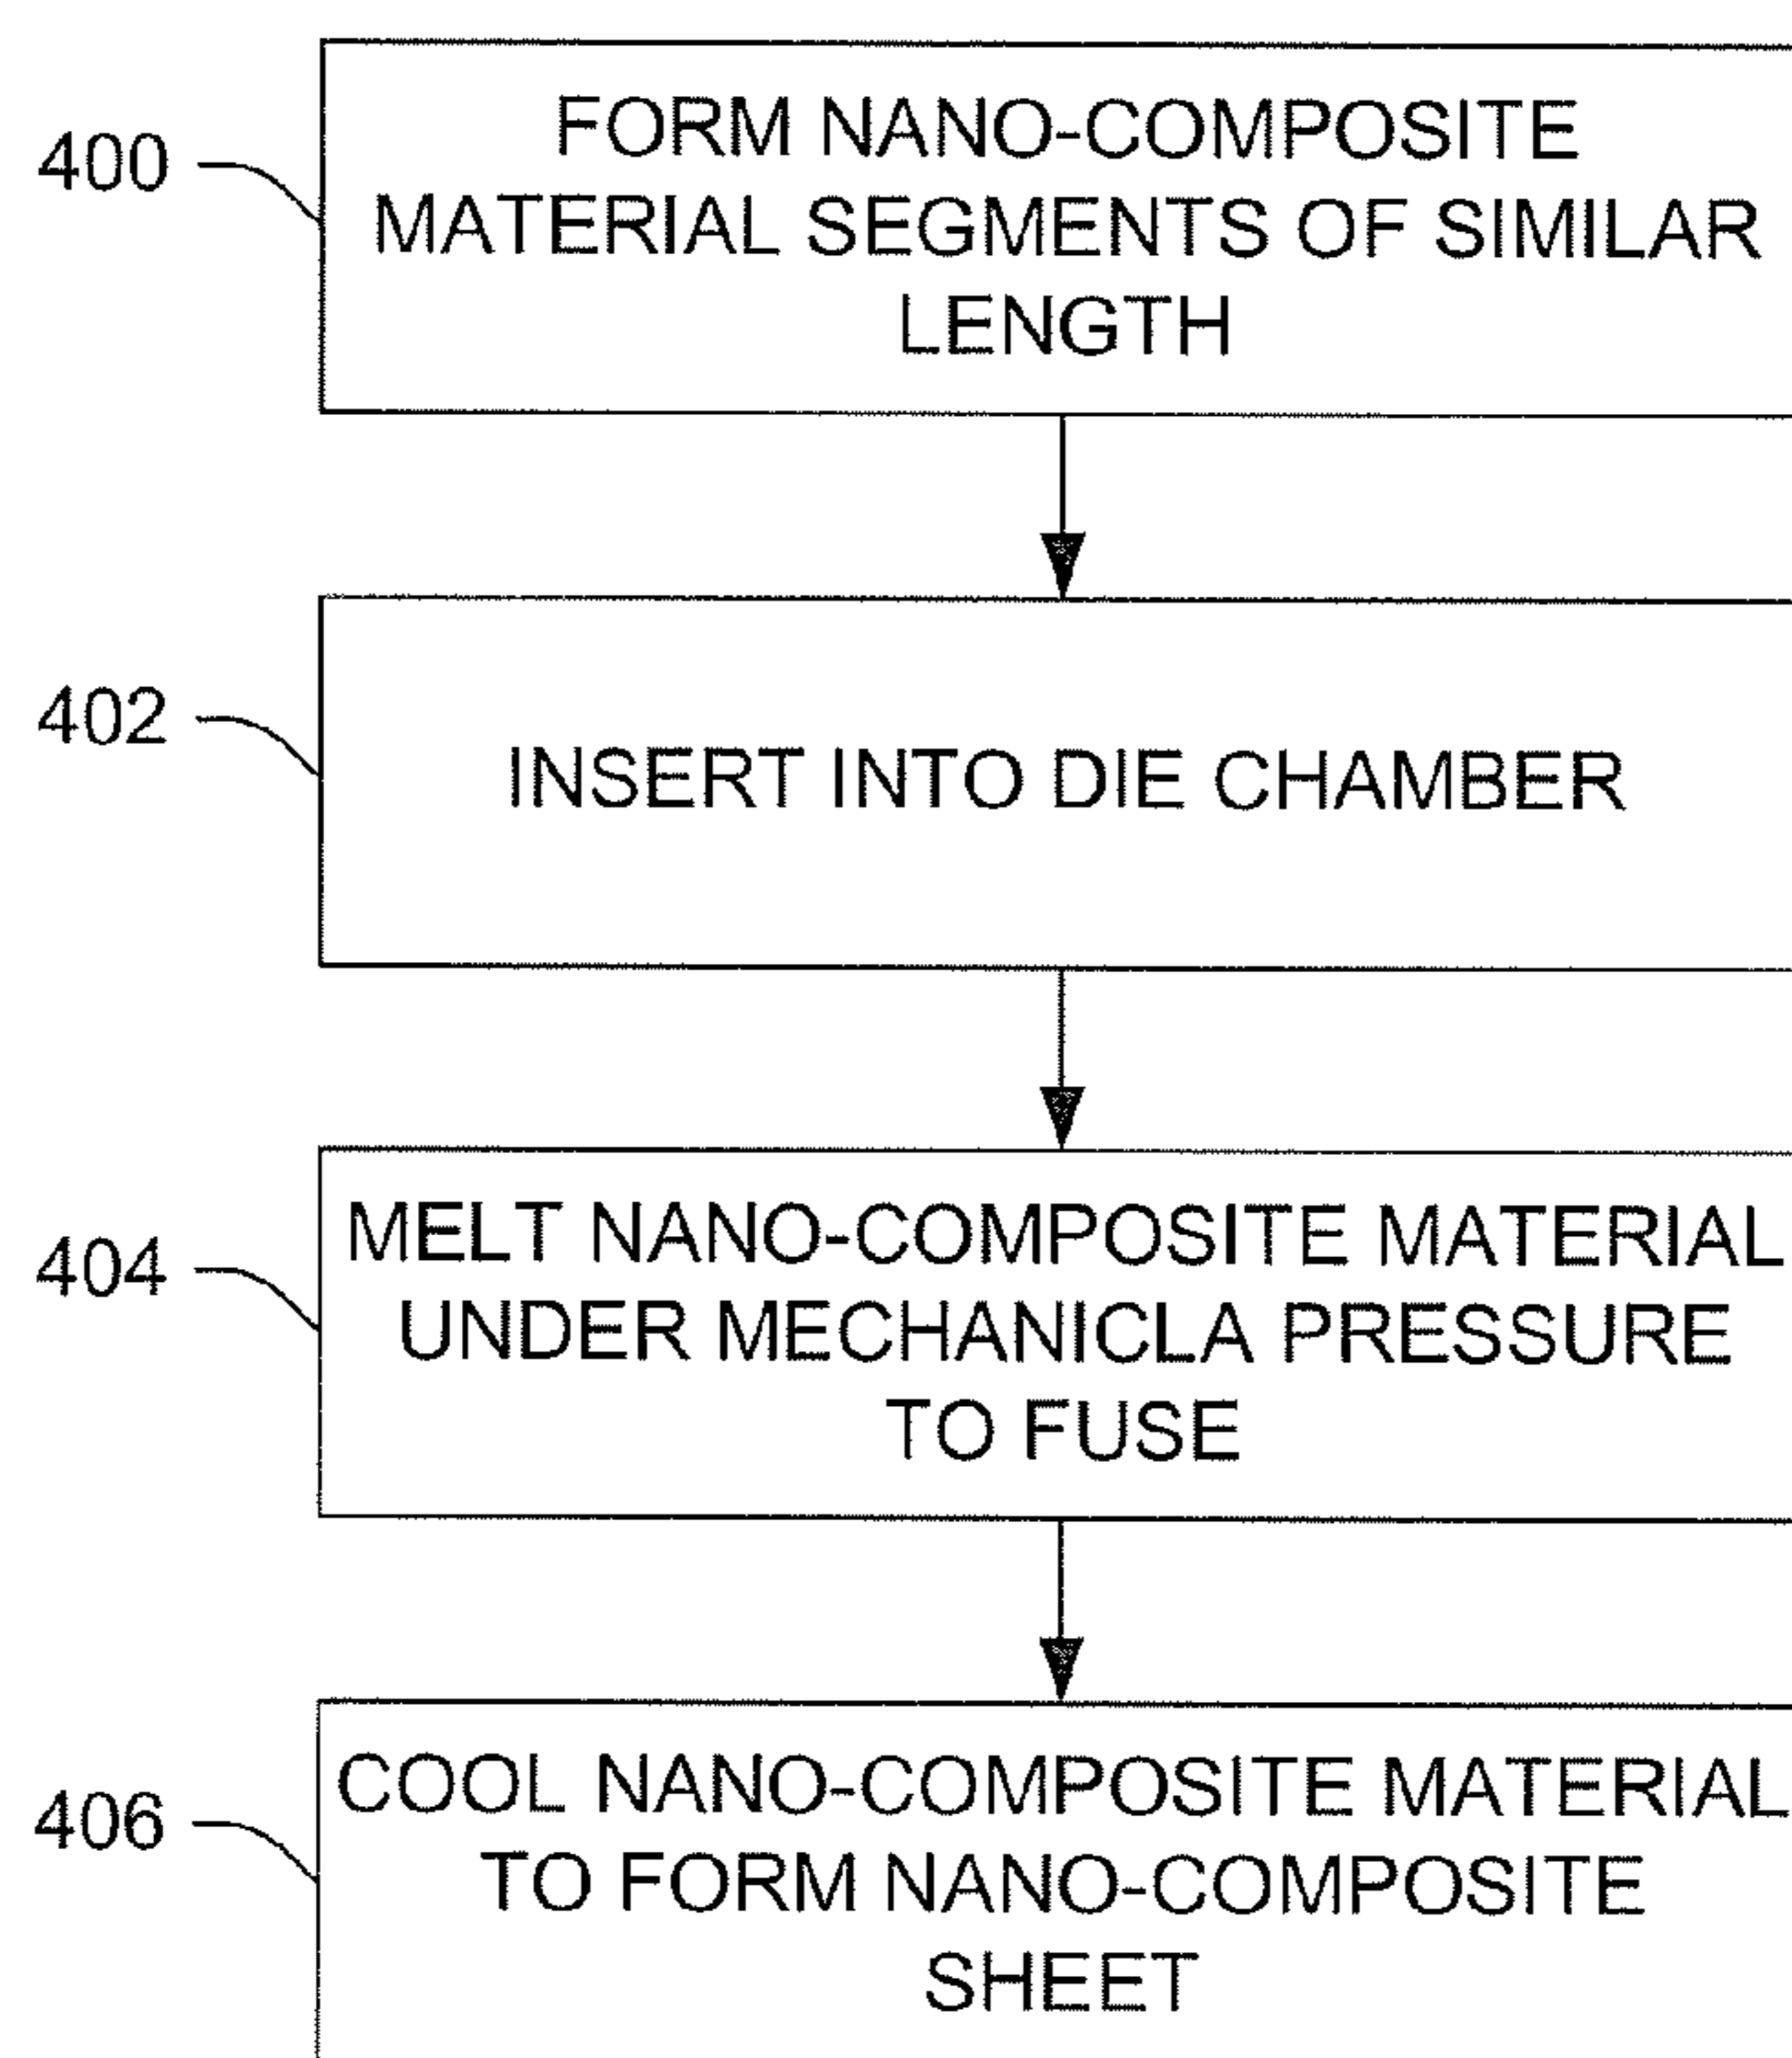 400
FORM NANO-COMPOSITE
MATERIAL SEGMENTS OF SIMILAR
LENGTH
402
INSERT INTO DIE CHAMBER
404
MELT NANO-COMPOSITE MATERIAL
UNDER MECHANICLA PRESSURE
TO FUSE
406
COOL NANO-COMPOSITE MATERIAL
TO FORM NANO-COMPOSITE
SHEET